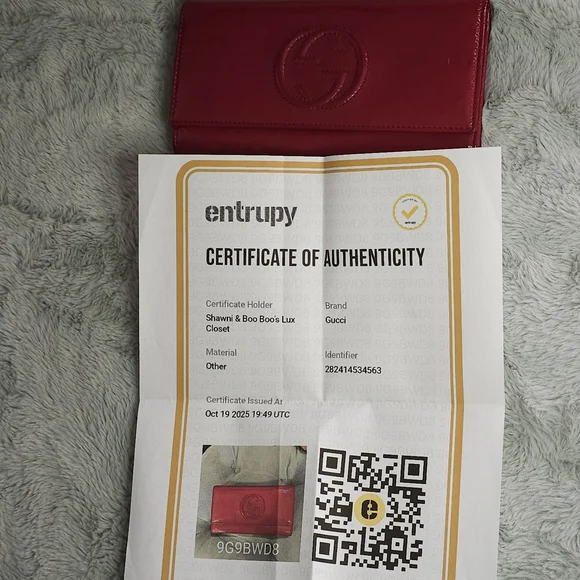 entrupy
CERTIFICATE OF AUTHENTICITY
Certificate Holder
Shawni & Boo Boo's Lux
Closet
Brand
Gucci
Material
Other
Identifier
282414534563
Certificate Issued At
Oct 19 2025 19:49 UTC
9G9BWD8
e